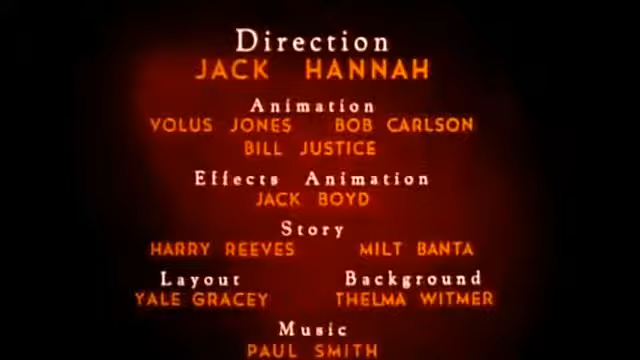 Direction
JACK HANNAH
Animation
VOLUS JONES BOB CARLSON
BILL JUSTICE
Effects Animation
JACK BOYD
Story
HARRY REEVES MILT BANTA
Layout Background
YALE GRACEY THELMA WITMER
Music
PAUL SMITH